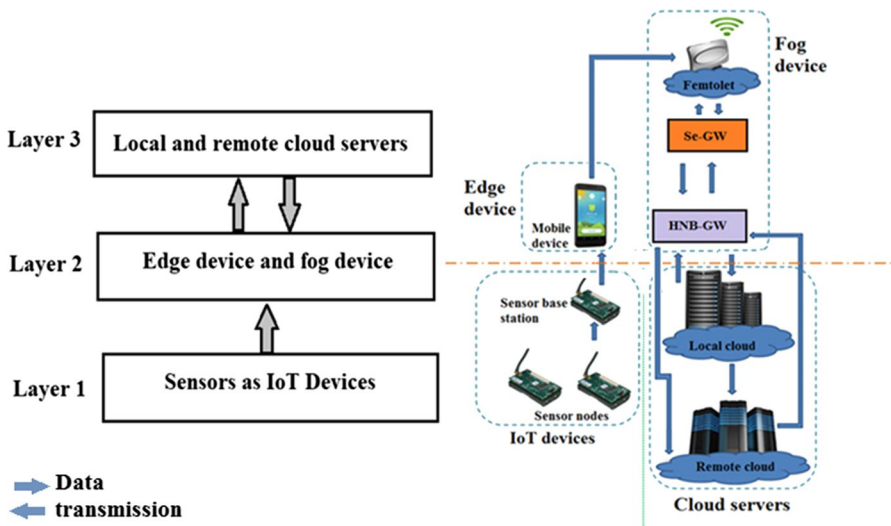 Layer 3
Local and remote cloud servers
Layer 2
Edge device and fog device
Layer 1
Sensors as IoT Devices
Data
transmission
Fog
device
Femtolet
Se-GW
HNB-GW
Edge
device
Mobile
device
Sensor base
station
Sensor nodes
IoT devices
Local cloud
Remote cloud
Cloud servers